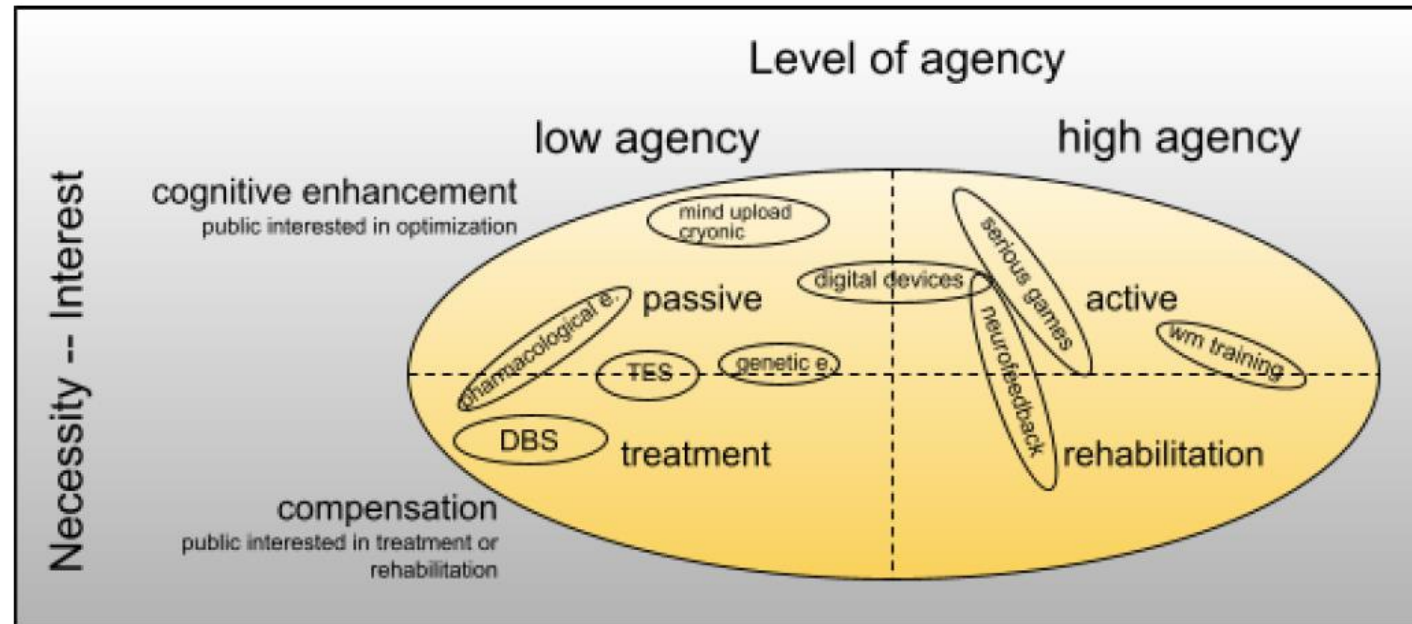 Level of agency
low agency
high agency
Necessity -- Interest
cognitive enhancement
public interested in optimization
mind upload
cryonic
serious games
digital devices
passive
active
pharmacological e.
neurofeedback
wm training
TES
genetic e.
DBS
treatment
rehabilitation
compensation
public interested in treatment or
rehabilitation